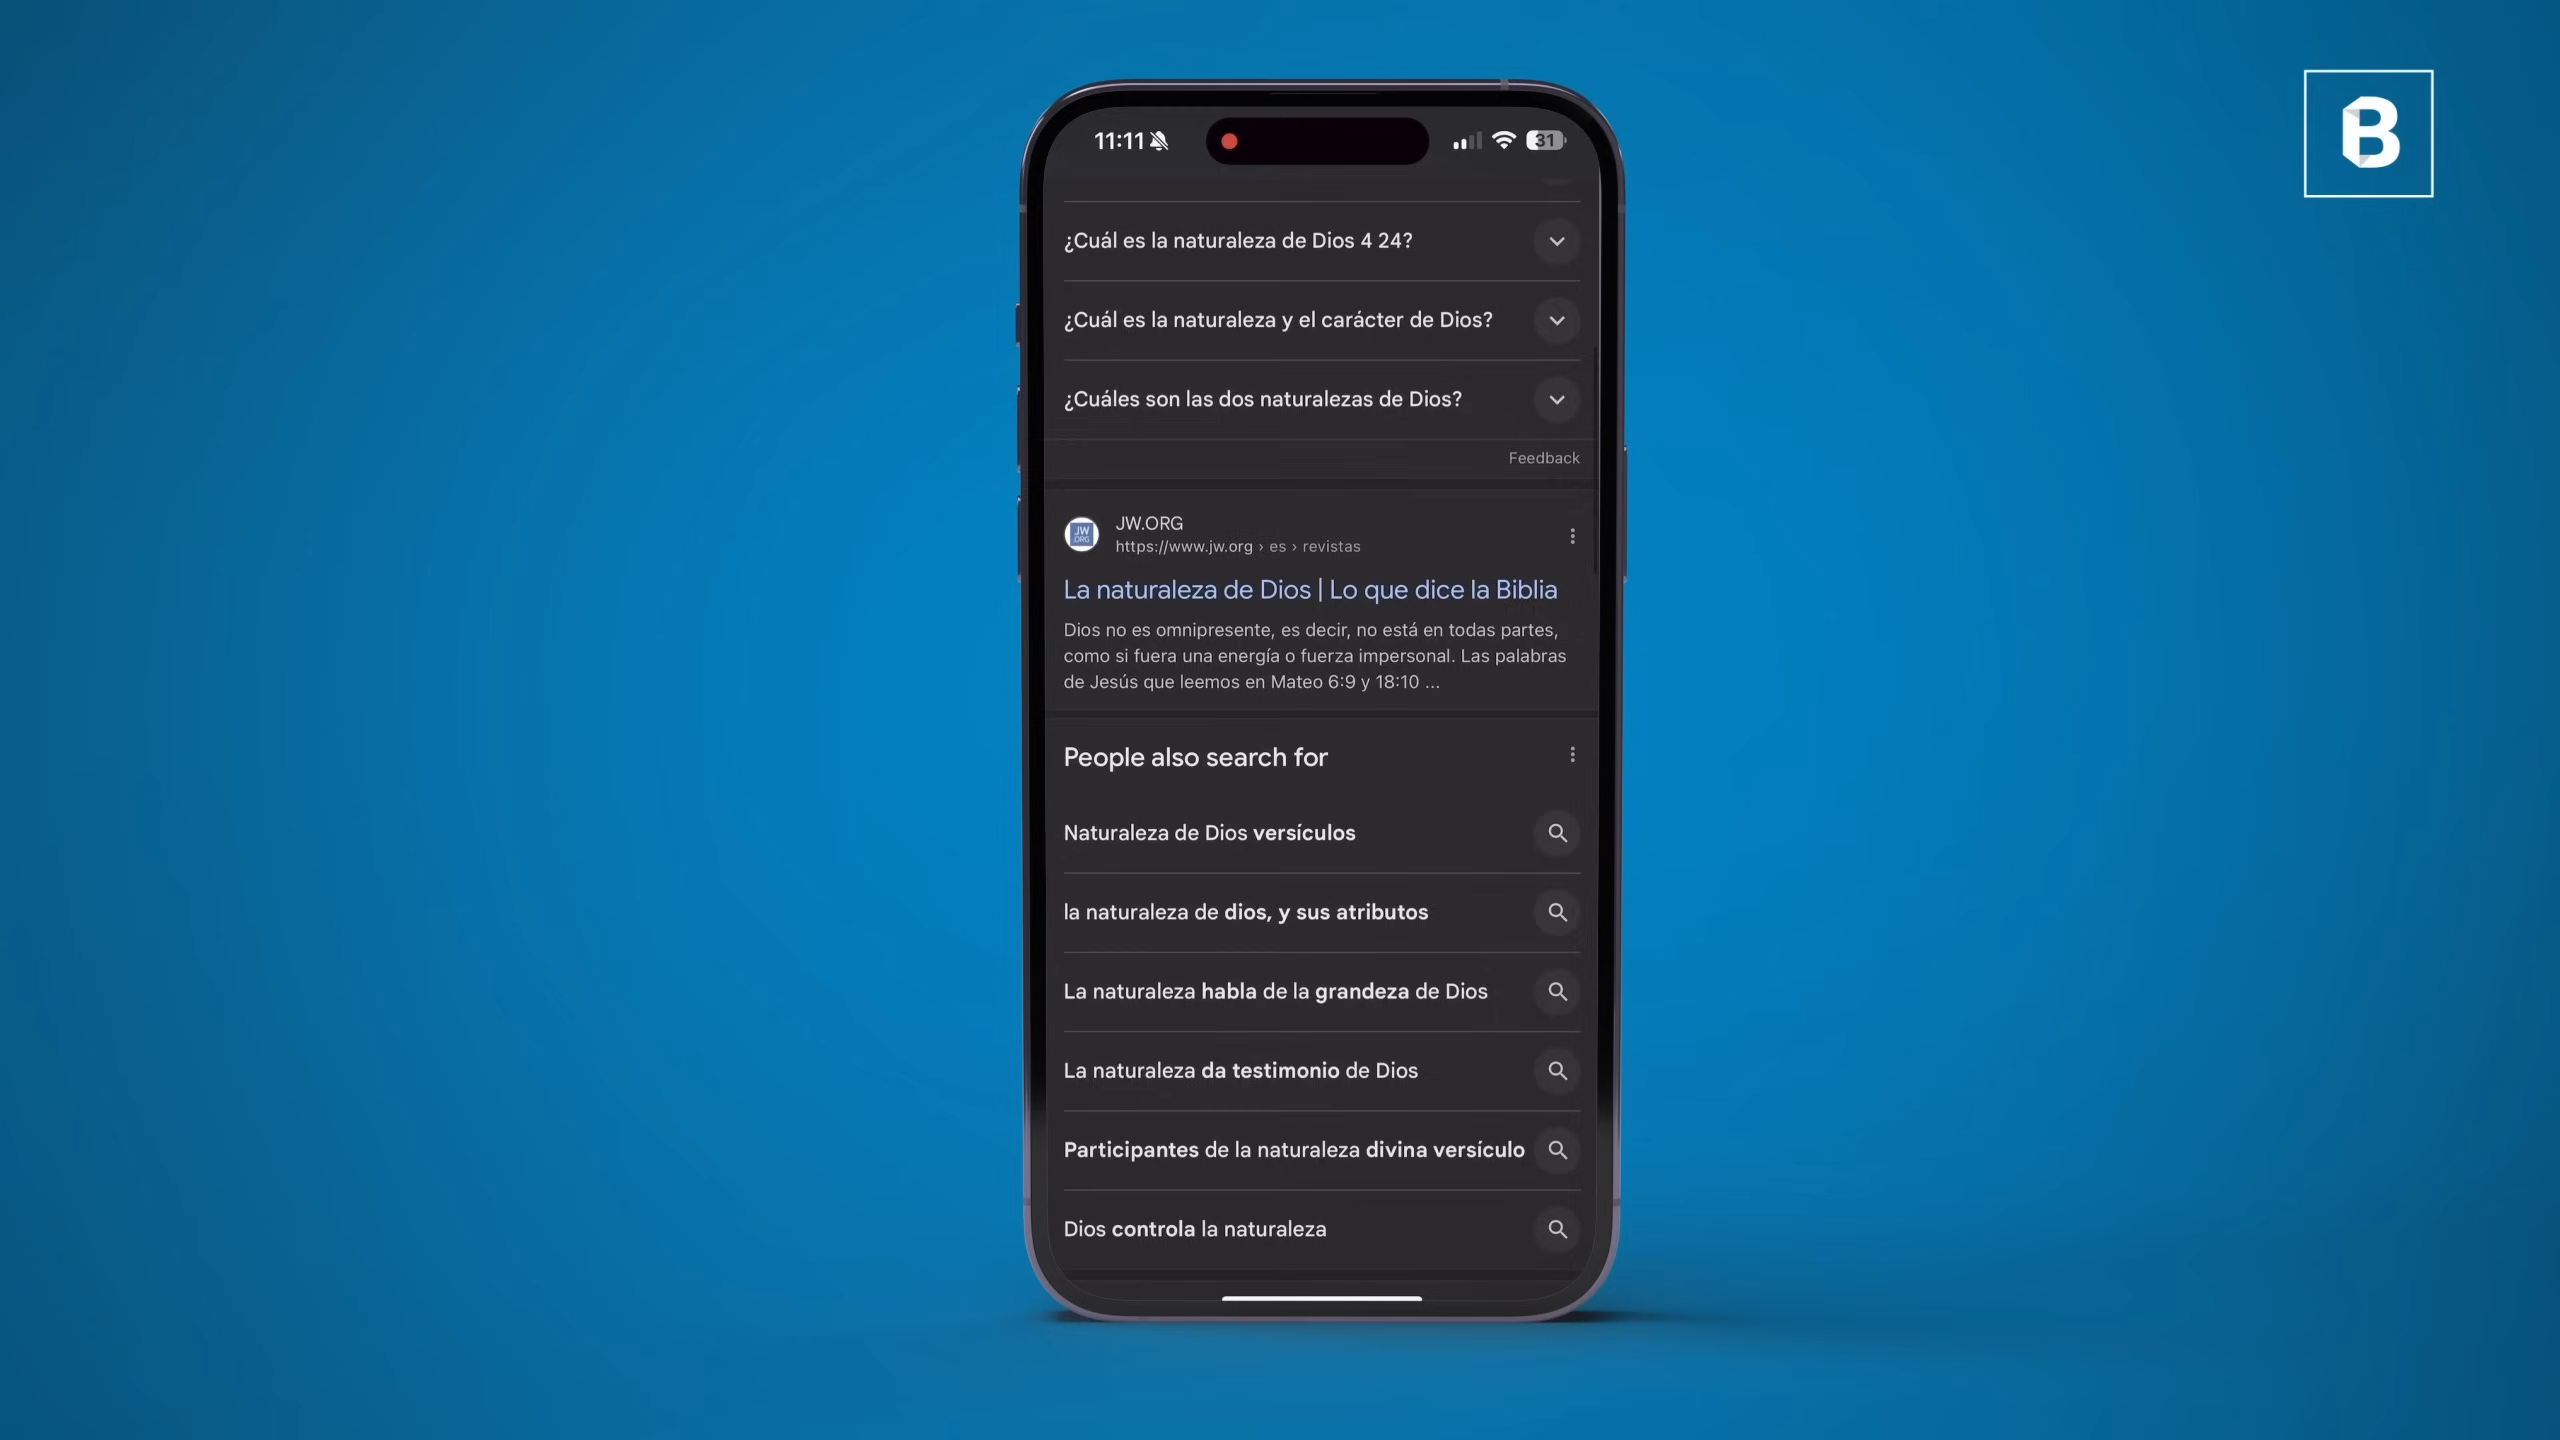 11:11
31
B
¿Cuál es la naturaleza de Dios 4 24?
¿Cuál es la naturaleza y el carácter de Dios?
¿Cuáles son las dos naturalezas de Dios?
Feedback
JW.ORG
JW
.ORG
https://www.jw.org › es › revistas
La naturaleza de Dios | Lo que dice la Biblia
Dios no es omnipresente, es decir, no está en todas partes,
como si fuera una energía o fuerza impersonal. Las palabras
de Jesús que leemos en Mateo 6:9 y 18:10 ...
People also search for
Naturaleza de Dios versículos
la naturaleza de dios, y sus atributos
La naturaleza habla de la grandeza de Dios
La naturaleza da testimonio de Dios
Participantes de la naturaleza divina versículo
Dios controla la naturaleza